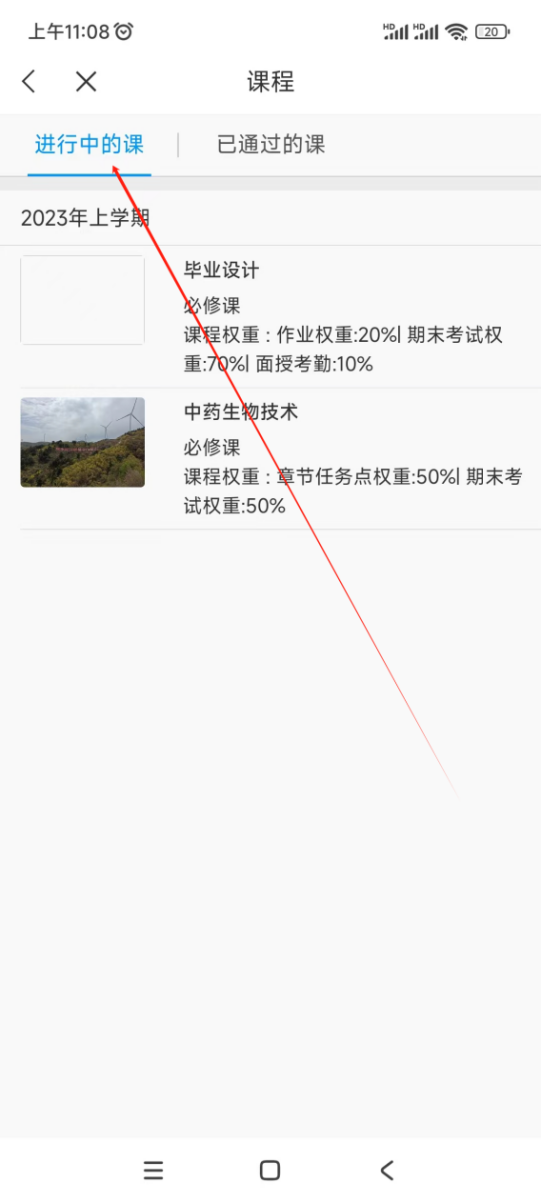 上午11:08
HD HD 20
课程
进行中的课 | 已通过的课
2023年上学期
毕业设计
必修课
课程权重：作业权重:20%| 期末考试权
重:70%| 面授考勤:10%
中药生物技术
必修课
课程权重：章节任务点权重:50%| 期末考
试权重:50%